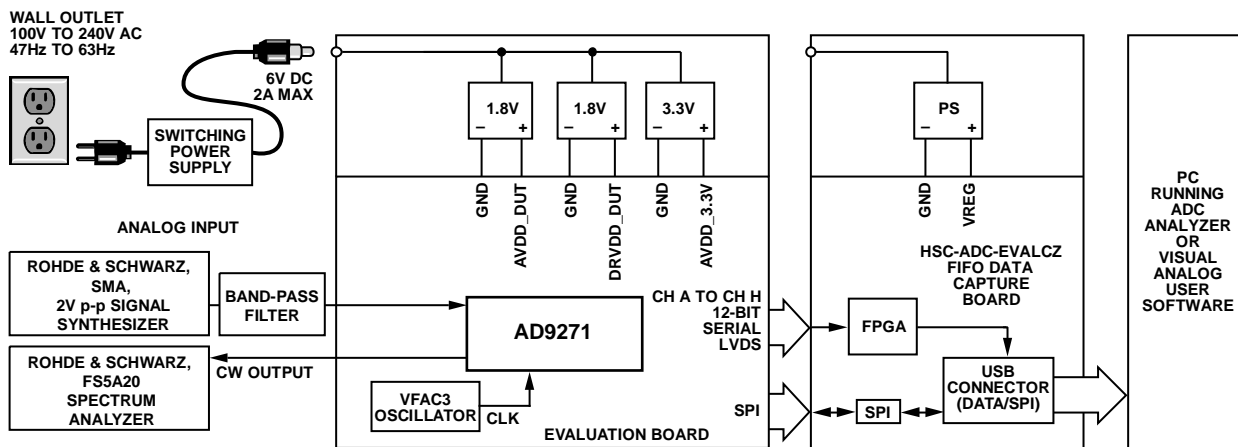 WALL OUTLET
100V TO 240V AC
47Hz TO 63Hz
6V DC
2A MAX
SWITCHING
POWER
SUPPLY
1.8V
– +
1.8V
– +
3.3V
– +
PS
– +
GND
AVDD_DUT
GND
DRVDD_DUT
GND
AVDD_3.3V
GND
VREG
ANALOG INPUT
ROHDE & SCHWARZ,
SMA,
2V p-p SIGNAL
SYNTHESIZER
BAND-PASS
FILTER
ROHDE & SCHWARZ,
FS5A20
SPECTRUM
ANALYZER
CW OUTPUT
AD9271
VFAC3
OSCILLATOR
CLK
CH A TO CH H
12-BIT
SERIAL
LVDS
SPI
EVALUATION BOARD
HSC-ADC-EVALCZ
FIFO DATA
CAPTURE
BOARD
FPGA
SPI
USB
CONNECTOR
(DATA/SPI)
PC
RUNNING
ADC
ANALYZER
OR
VISUAL
ANALOG
USER
SOFTWARE